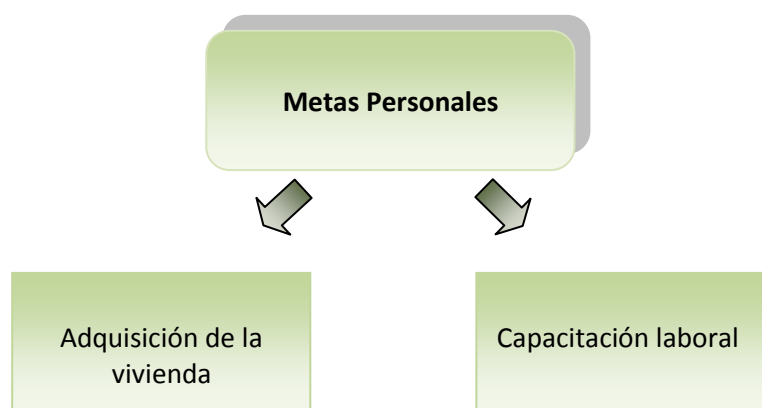 Metas Personales
Adquisición de la
vivienda
Capacitación laboral